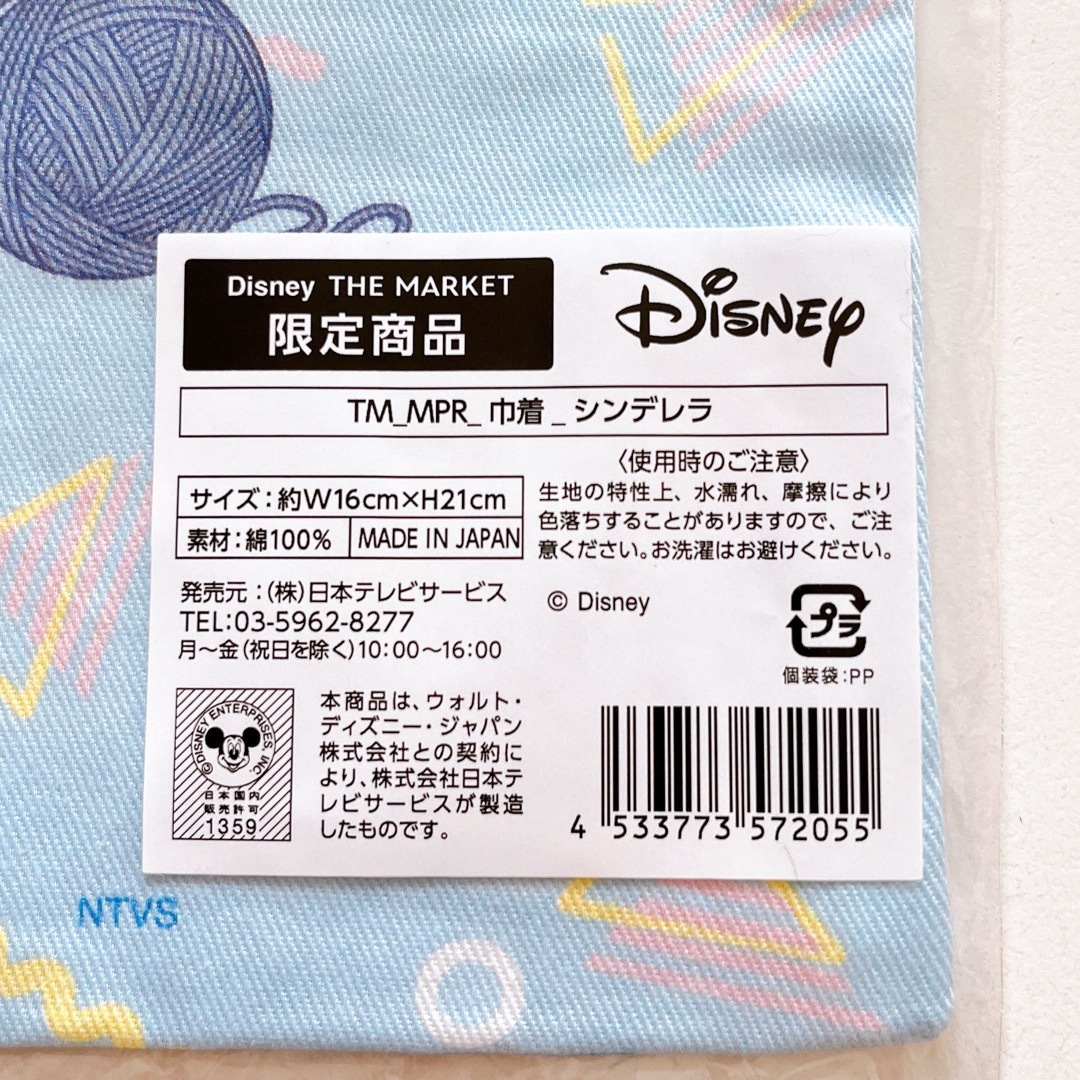 Disney THE MARKET
限定商品
Disney
TM_MPR_ 巾着 _ シンデレラ
サイズ：約W16cm×H21cm
素材：綿100%
MADE IN JAPAN
〈使用時のご注意〉
生地の特性上、水濡れ、摩擦により
色落ちすることがありますので、ご注
意ください。お洗濯はお避けください。
発売元：（株）日本テレビサービス
TEL:03-5962-8277
月～金（祝日を除く）10:00～16:00
© Disney
プラ
個装袋：PP
©DISNEY ENTERPRISES, INC.
日本国内
販売許可
1359
本商品は、ウォルト・
ディズニー・ジャパン
株式会社との契約によ
り、株式会社日本テ
レビサービスが製造
したものです。
4 533773 572055
NTVS